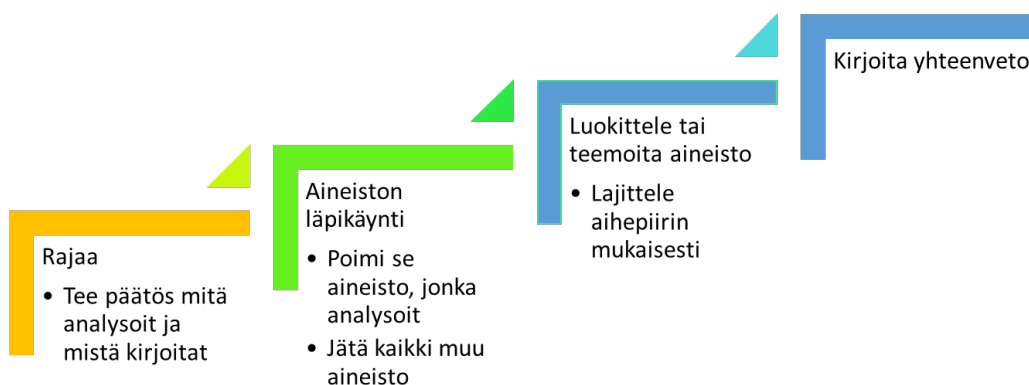 Rajaa
• Tee päätös mitä
analysoit ja
mistä kirjoitat
Aineiston
läpikäynti
• Poimi se
aineisto, jonka
analysoit
• Jätä kaikki muu
aineisto
Luokittele tai
teemoita aineisto
• Lajittele
aihepiirin
mukaisesti
Kirjoita yhteenveto